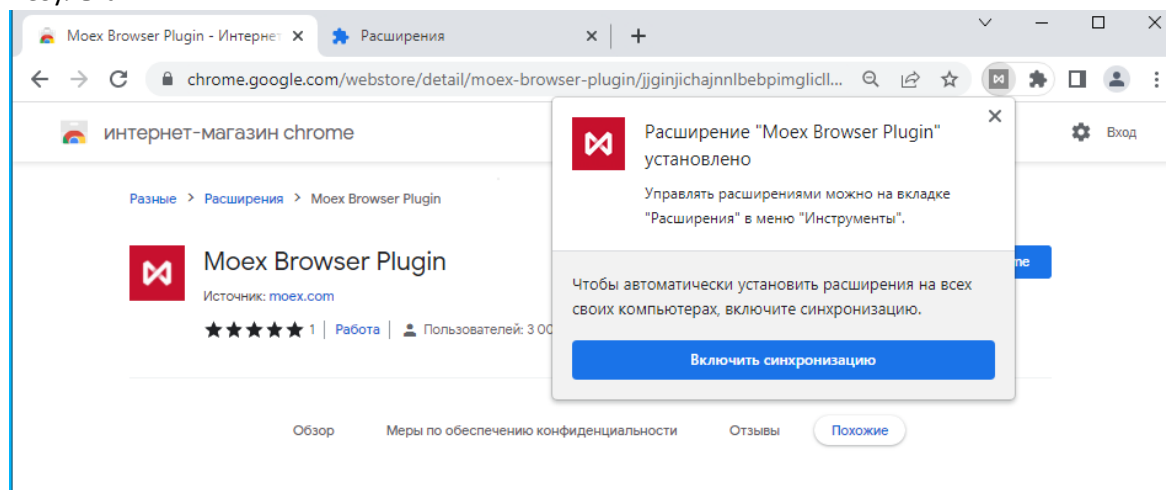 Moex Browser Plugin - Интернет
Расширения
chrome.google.com/webstore/detail/moex-browser-plugin/jjginjichajnnlbebpimglicll...
интернет-магазин chrome
Вход
Расширение "Moex Browser Plugin"
установлено
Управлять расширениями можно на вкладке
"Расширения" в меню "Инструменты".
Чтобы автоматически установить расширения на всех
своих компьютерах, включите синхронизацию.
Включить синхронизацию
Разные > Расширения > Moex Browser Plugin
Moex Browser Plugin
Источник: moex.com
1 | Работа | Пользователей: 3 00
Обзор
Меры по обеспечению конфиденциальности
Отзывы
Похожие